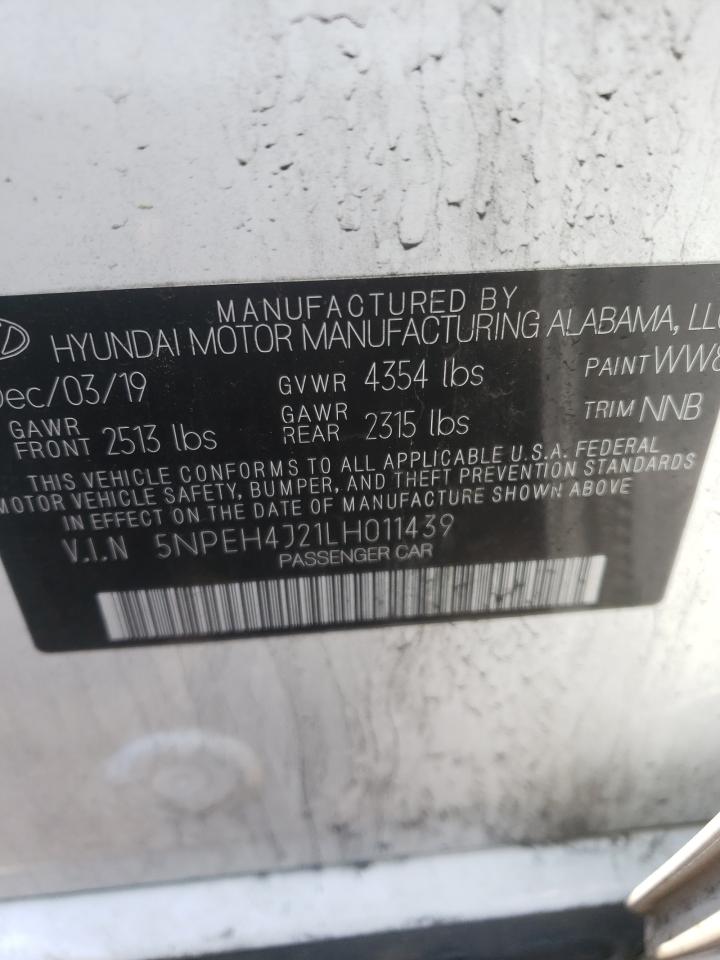 MANUFACTURED BY
HYUNDAI MOTOR MANUFACTURING ALABAMA, LLC
Dec/03/19 GVWR 4354 lbs PAINT WW8
GAWR FRONT 2513 lbs GAWR REAR 2315 lbs TRIM NNB
THIS VEHICLE CONFORMS TO ALL APPLICABLE U.S.A. FEDERAL
MOTOR VEHICLE SAFETY, BUMPER, AND THEFT PREVENTION STANDARDS
IN EFFECT ON THE DATE OF MANUFACTURE SHOWN ABOVE
V.I.N 5NPEH4J21LH011439
PASSENGER CAR